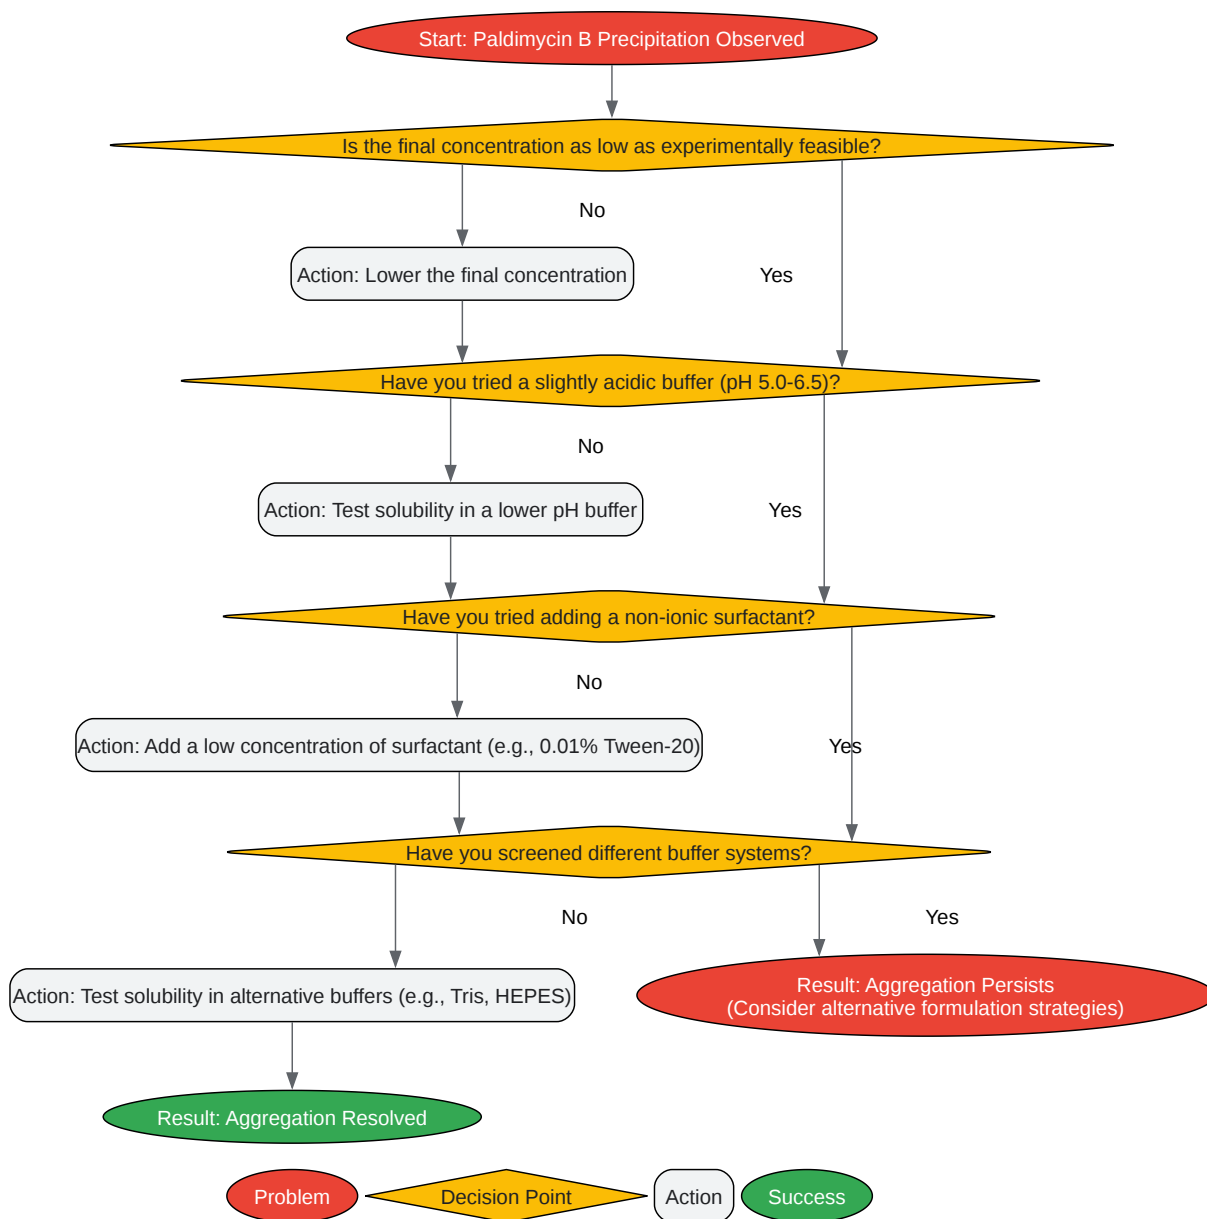 Start: Paldimycin B Precipitation Observed
Is the final concentration as low as experimentally feasible?
No
Action: Lower the final concentration
Yes
Have you tried a slightly acidic buffer (pH 5.0-6.5)?
No
Action: Test solubility in a lower pH buffer
Yes
Have you tried adding a non-ionic surfactant?
No
Action: Add a low concentration of surfactant (e.g., 0.01% Tween-20)
Yes
Have you screened different buffer systems?
No
Yes
Action: Test solubility in alternative buffers (e.g., Tris, HEPES)
Result: Aggregation Persists
(Consider alternative formulation strategies)
Result: Aggregation Resolved
Problem
Decision Point
Action
Success